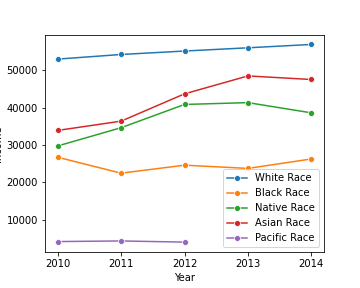 50000
40000
30000
20000
10000
2010 2011 2012 2013 2014
Year
White Race
Black Race
Native Race
Asian Race
Pacific Race